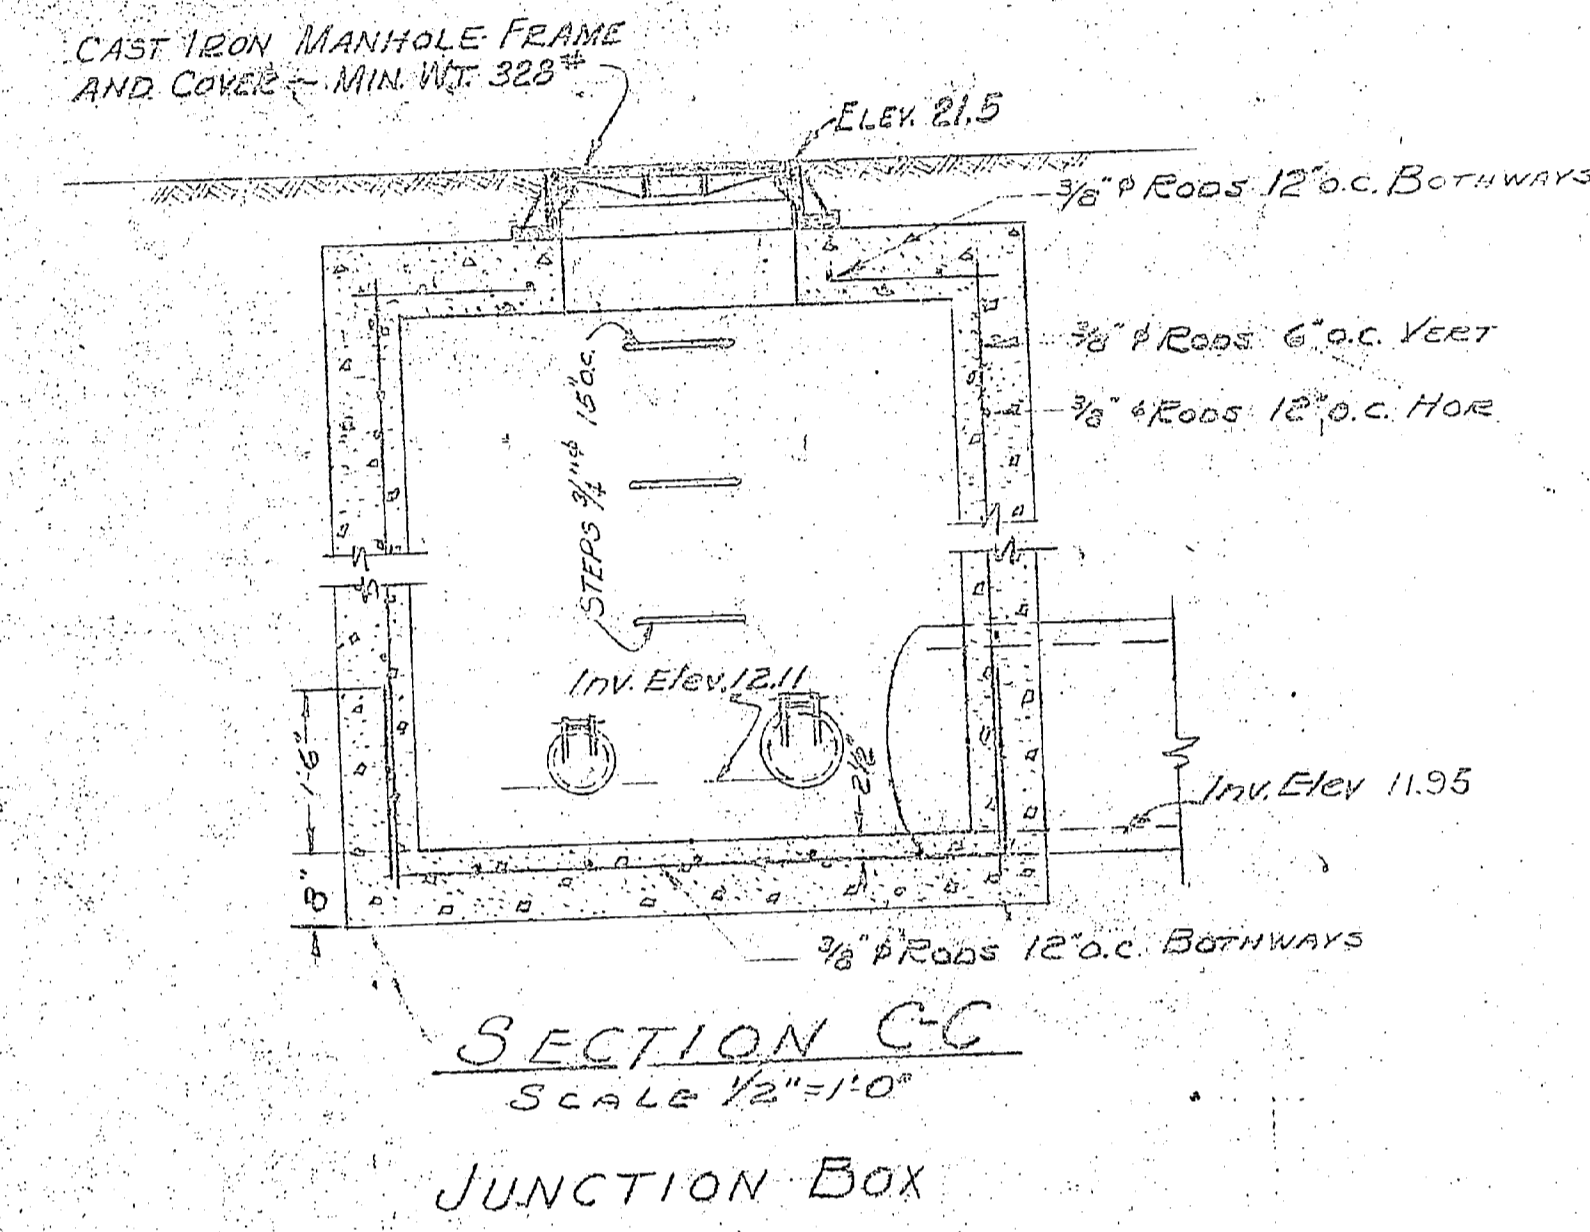 CAST IRON MANHOLE FRAME
AND COVER - MIN. WT. 328#
ELEV. 21.5
3/8" φ RODS 12" O.C. BOTHWAYS
3/8" φ RODS 6" O.C. VERT
3/8" φ RODS 12" O.C. HOR
STEPS 3/4" φ 15" O.C.
Inv. Elev. 12.11
1'-6"
2 1/2"
Inv. Elev 11.95
8"
3/8" φ RODS 12" O.C. BOTHWAYS
SECTION C-C
SCALE 1/2" = 1'-0"
JUNCTION BOX